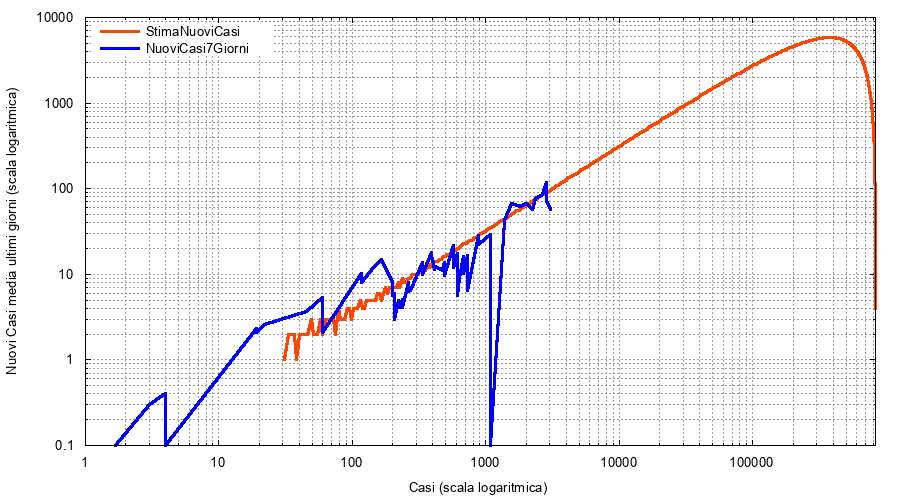 StimaNuoviCasi
NuoviCasi7Giorni
10000
1000
100
10
1
0.1
Nuovi Casi media ultimi giorni (scala logaritmica)
1 10 100 1000 10000 100000
Casi (scala logaritmica)